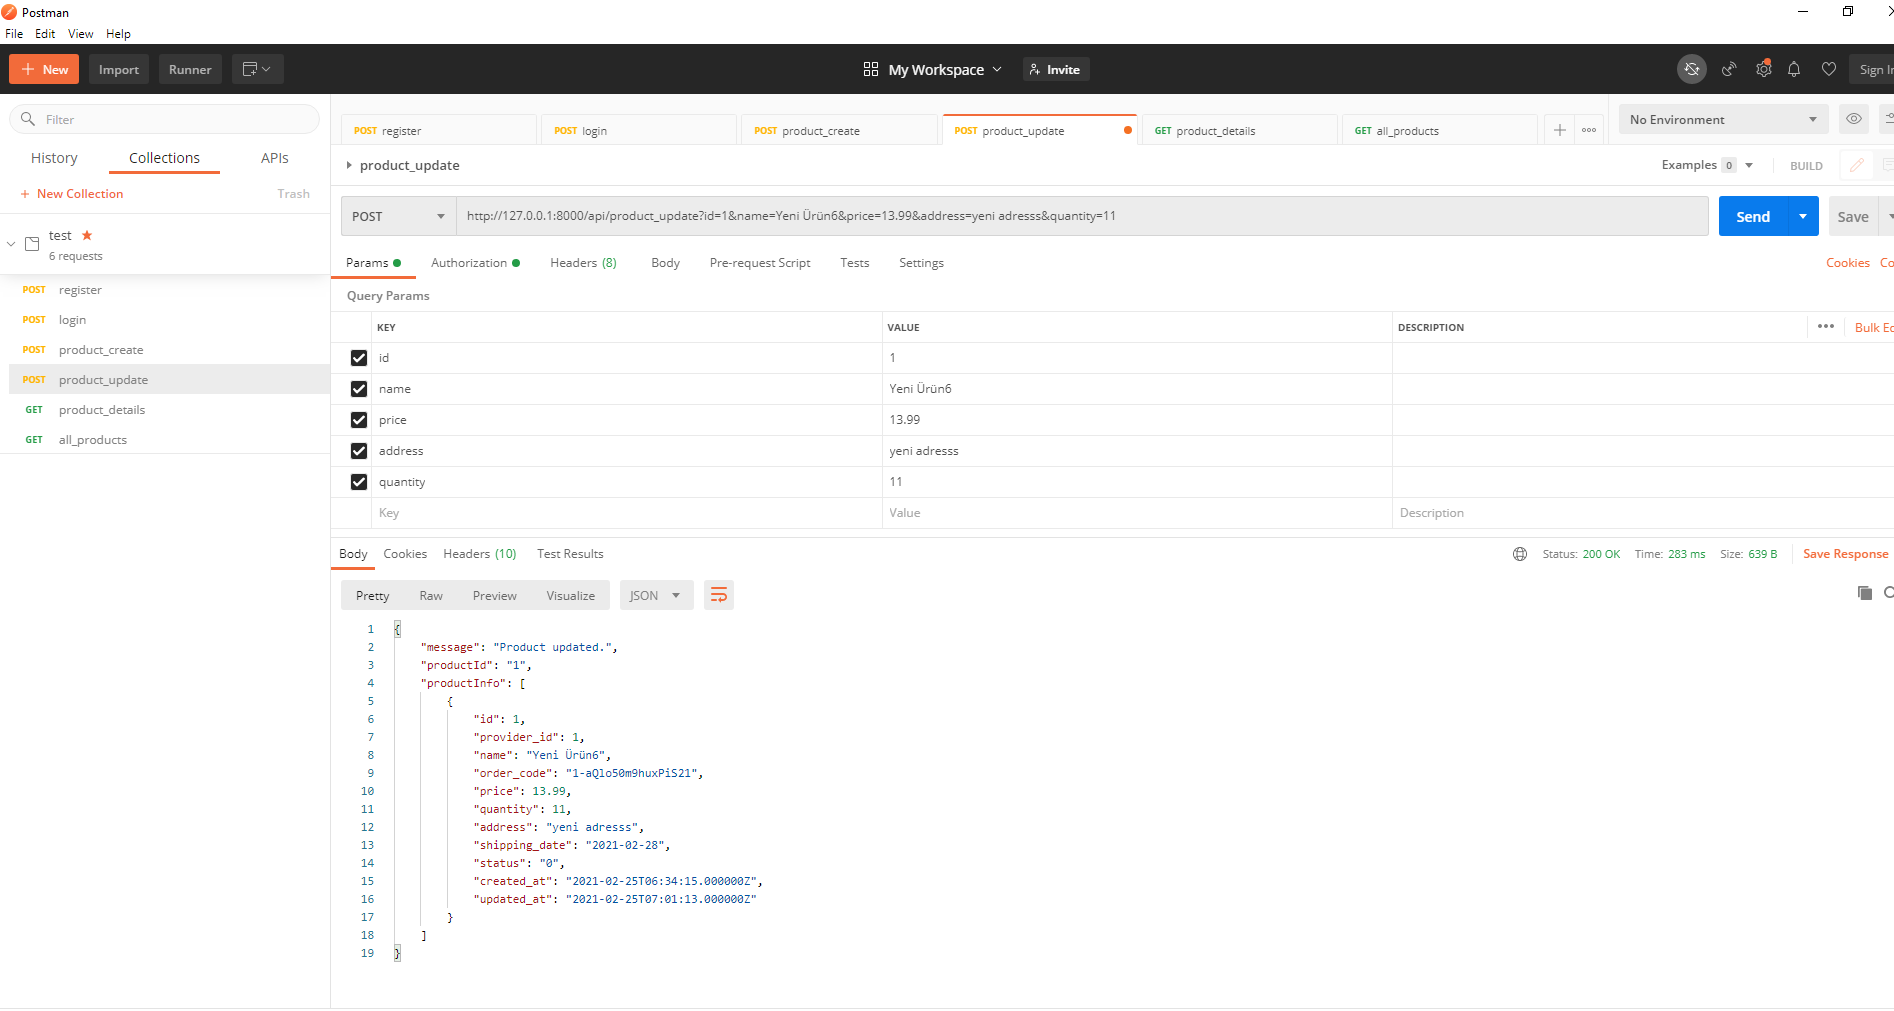 Postman
File Edit View Help
+ New Import Runner My Workspace Invite Sign In
Filter
History Collections APIs
+ New Collection Trash
test ★
6 requests
POST register
POST login
POST product_create
POST product_update
GET product_details
GET all_products
POST register POST login POST product_create POST product_update GET product_details GET all_products + ••• No Environment
product_update Examples 0 BUILD
POST http://127.0.0.1:8000/api/product_update?id=1&name=Yeni Ürün6&price=13.99&address=yeni adresss&quantity=11 Send Save
Params Authorization Headers (8) Body Pre-request Script Tests Settings Cookies Co
Query Params
KEY VALUE DESCRIPTION ••• Bulk Ed
id 1
name Yeni Ürün6
price 13.99
address yeni adresss
quantity 11
Key Value Description
Body Cookies Headers (10) Test Results Status: 200 OK Time: 283 ms Size: 639 B Save Response
Pretty Raw Preview Visualize JSON
1 {
2 "message": "Product updated.",
3 "productId": "1",
4 "productInfo": [
5 {
6 "id": 1,
7 "provider_id": 1,
8 "name": "Yeni Ürün6",
9 "order_code": "1-aQlo50m9huxPiS21",
10 "price": 13.99,
11 "quantity": 11,
12 "address": "yeni adresss",
13 "shipping_date": "2021-02-28",
14 "status": "0",
15 "created_at": "2021-02-25T06:34:15.000000Z",
16 "updated_at": "2021-02-25T07:01:13.000000Z"
17 }
18 ]
19 }